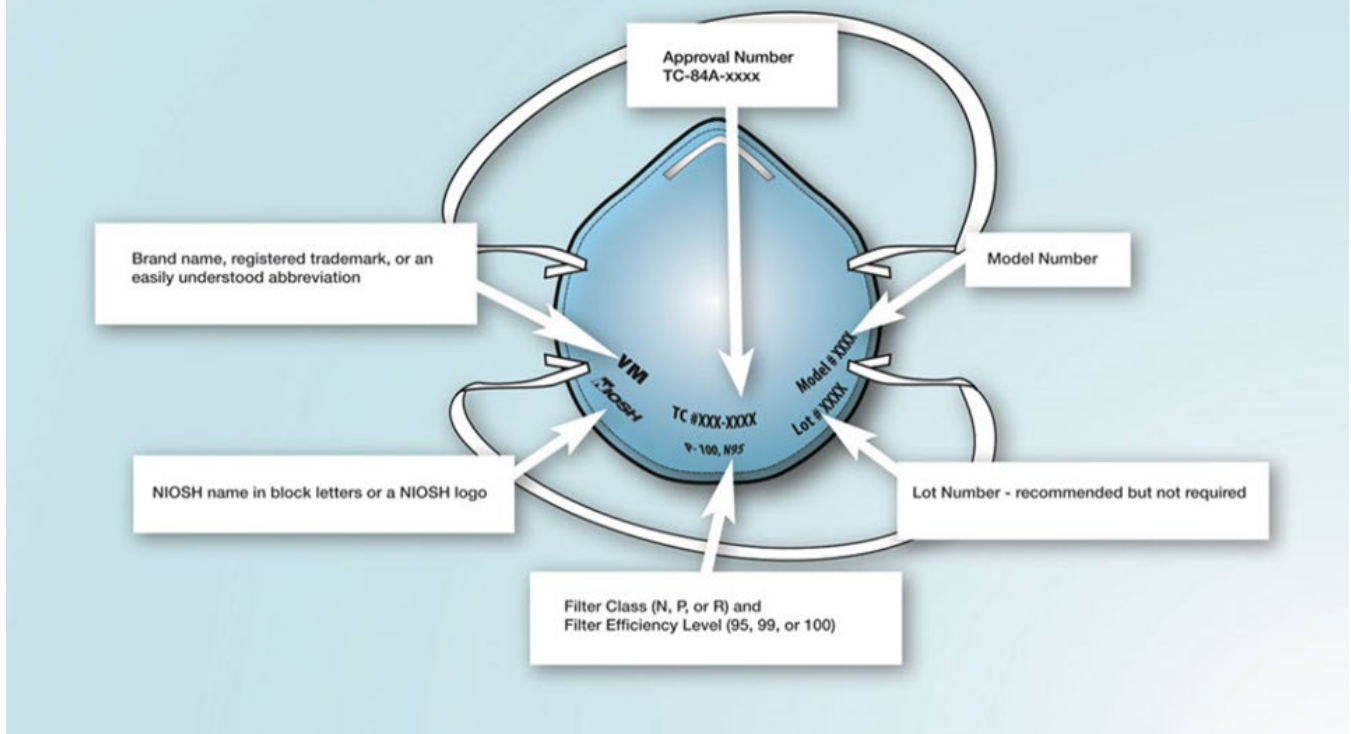 Approval Number
TC-84A-xxxx
Brand name, registered trademark, or an
easily understood abbreviation
Model Number
VM
NIOSH
TC #XXX-XXXX
P-100, N95
Model # XXXX
Lot # XXXX
NIOSH name in block letters or a NIOSH logo
Lot Number - recommended but not required
Filter Class (N, P, or R) and
Filter Efficiency Level (95, 99, or 100)